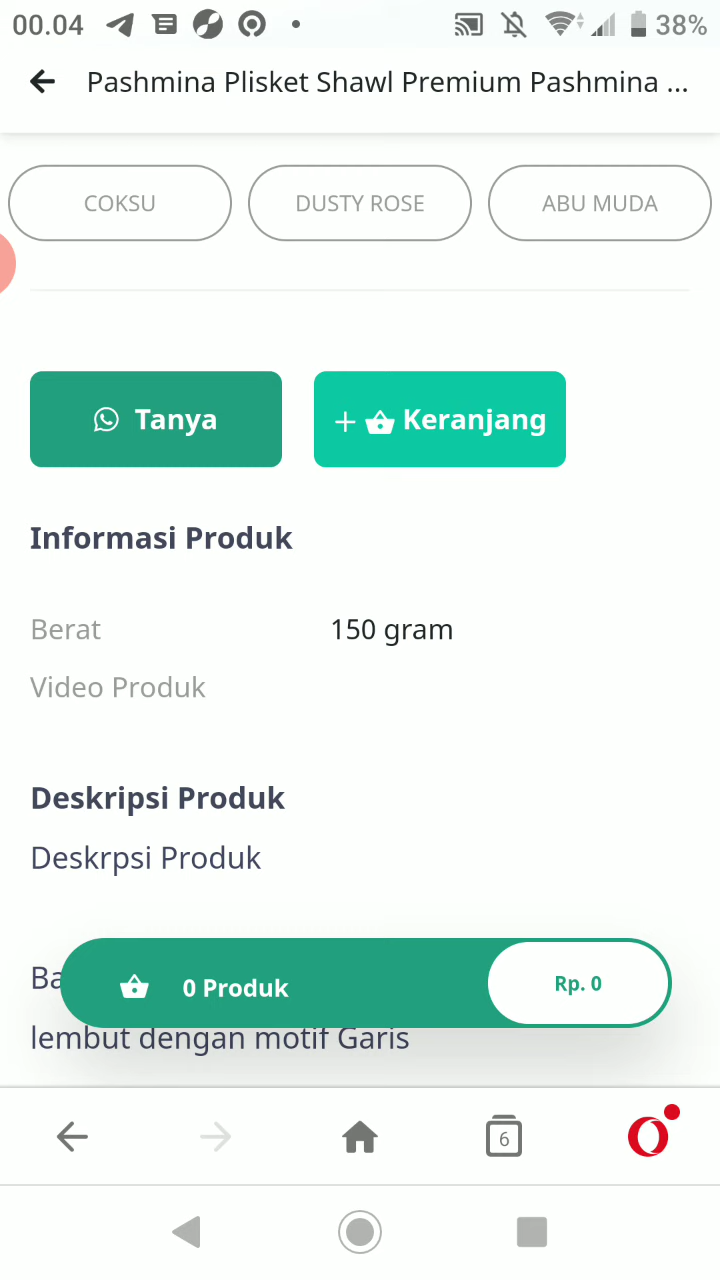 00.04
38%
Pashmina Plisket Shawl Premium Pashmina ...
COKSU DUSTY ROSE ABU MUDA
Tanya + Keranjang
Informasi Produk
Berat 150 gram
Video Produk
Deskripsi Produk
Deskrpsi Produk
Ba
0 Produk Rp. 0
lembut dengan motif Garis
6